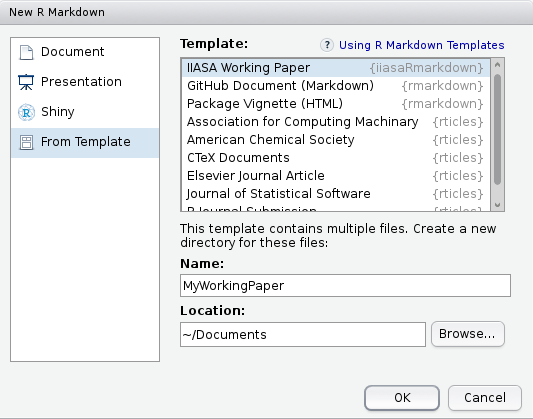 New R Markdown
Document
Presentation
Shiny
From Template
Template:
? Using R Markdown Templates
IIASA Working Paper {iiasaRmarkdown}
GitHub Document (Markdown) {rmarkdown}
Package Vignette (HTML) {rmarkdown}
Association for Computing Machinary {rticles}
American Chemical Society {rticles}
CTeX Documents {rticles}
Elsevier Journal Article {rticles}
Journal of Statistical Software {rticles}
R Journal Submission {rticles}
This template contains multiple files. Create a new
directory for these files:
Name:
MyWorkingPaper
Location:
~/Documents
Browse...
OK
Cancel